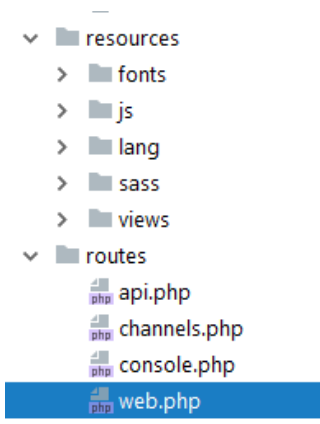 resources
fonts
js
lang
sass
views
routes
php api.php
php channels.php
php console.php
php web.php